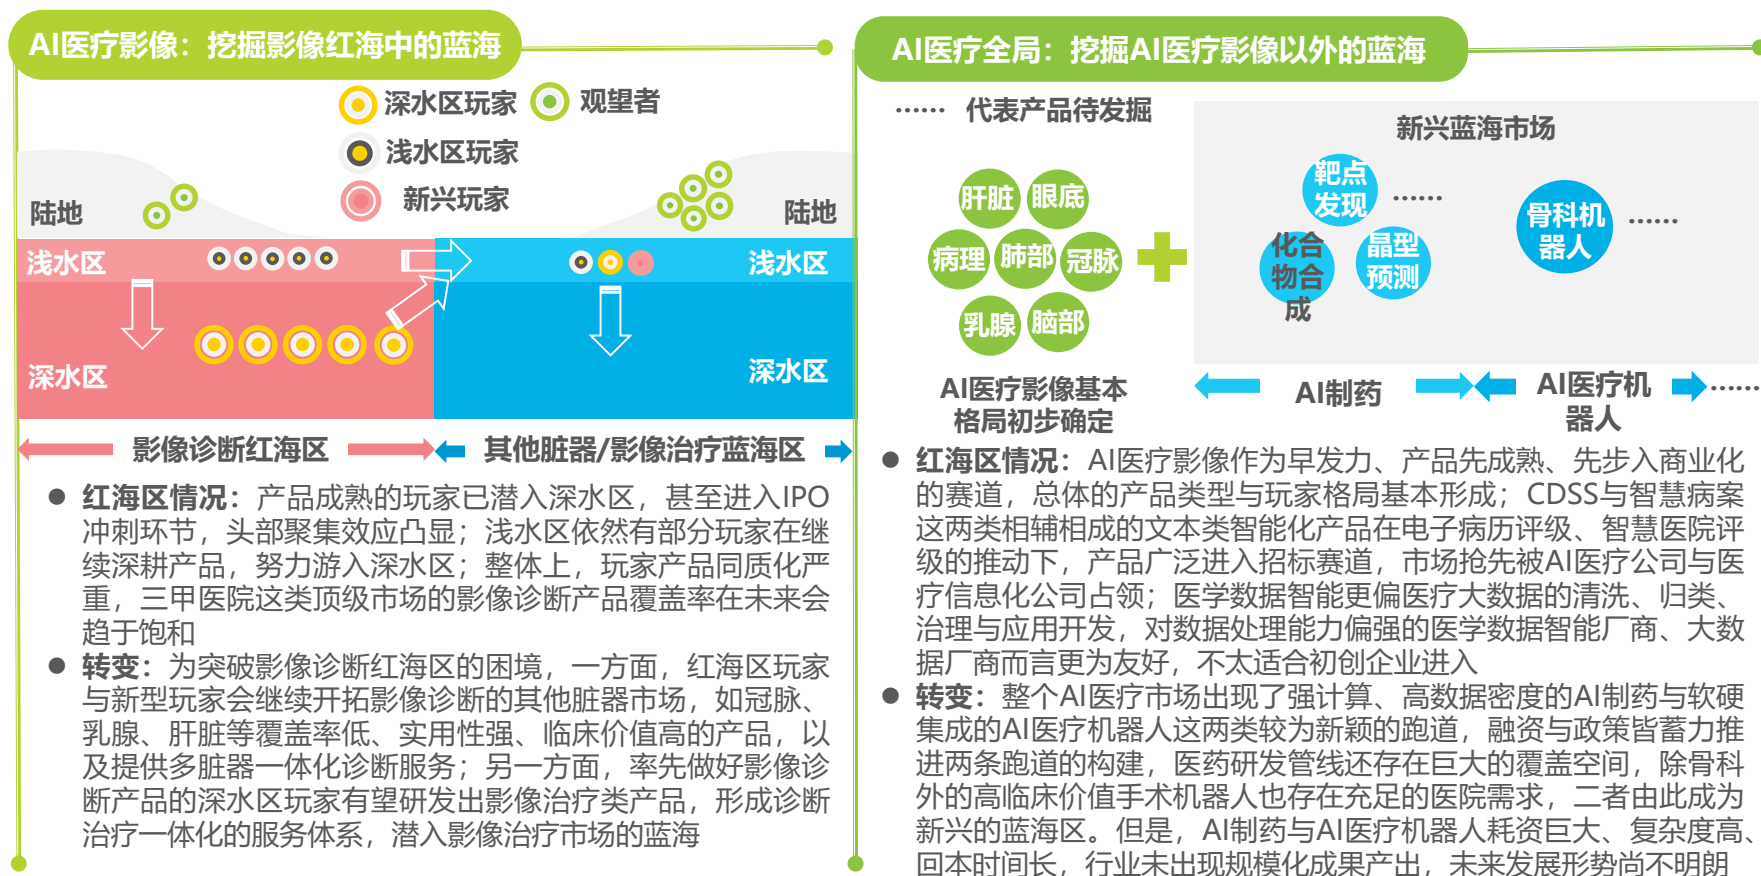 AI医疗影像：挖掘影像红海中的蓝海
深水区玩家
观望者
浅水区玩家
新兴玩家
陆地
陆地
浅水区
浅水区
深水区
深水区
影像诊断红海区
其他脏器/影像治疗蓝海区
● 红海区情况：产品成熟的玩家已潜入深水区，甚至进入IPO
冲刺环节，头部聚集效应凸显；浅水区依然有部分玩家在继
续深耕产品，努力游入深水区；整体上，玩家产品同质化严
重，三甲医院这类顶级市场的影像诊断产品覆盖率在未来会
趋于饱和
● 转变：为突破影像诊断红海区的困境，一方面，红海区玩家
与新型玩家会继续开拓影像诊断的其他脏器市场，如冠脉、
乳腺、肝脏等覆盖率低、实用性强、临床价值高的产品，以
及提供多脏器一体化诊断服务；另一方面，率先做好影像诊
断产品的深水区玩家有望研发出影像治疗类产品，形成诊断
治疗一体化的服务体系，潜入影像治疗市场的蓝海
AI医疗全局：挖掘AI医疗影像以外的蓝海
…… 代表产品待发掘
新兴蓝海市场
肝脏
眼底
病理
肺部
冠脉
乳腺
脑部
靶点
发现
……
化合
物合
成
晶型
预测
骨科机
器人
……
AI医疗影像基本
格局初步确定
AI制药
AI医疗机
器人
……
● 红海区情况：AI医疗影像作为早发力、产品先成熟、先步入商业化
的赛道，总体的产品类型与玩家格局基本形成；CDSS与智慧病案
这两类相辅相成的文本类智能化产品在电子病历评级、智慧医院评
级的推动下，产品广泛进入招标赛道，市场抢先被AI医疗公司与医
疗信息化公司占领；医学数据智能更偏医疗大数据的清洗、归类、
治理与应用开发，对数据处理能力偏强的医学数据智能厂商、大数
据厂商而言更为友好，不太适合初创企业进入
● 转变：整个AI医疗市场出现了强计算、高数据密度的AI制药与软硬
集成的AI医疗机器人这两类较为新颖的跑道，融资与政策皆蓄力推
进两条跑道的构建，医药研发管线还存在巨大的覆盖空间，除骨科
外的高临床价值手术机器人也存在充足的医院需求，二者由此成为
新兴的蓝海区。但是，AI制药与AI医疗机器人耗资巨大、复杂度高、
回本时间长，行业未出现规模化成果产出，未来发展形势尚不明朗